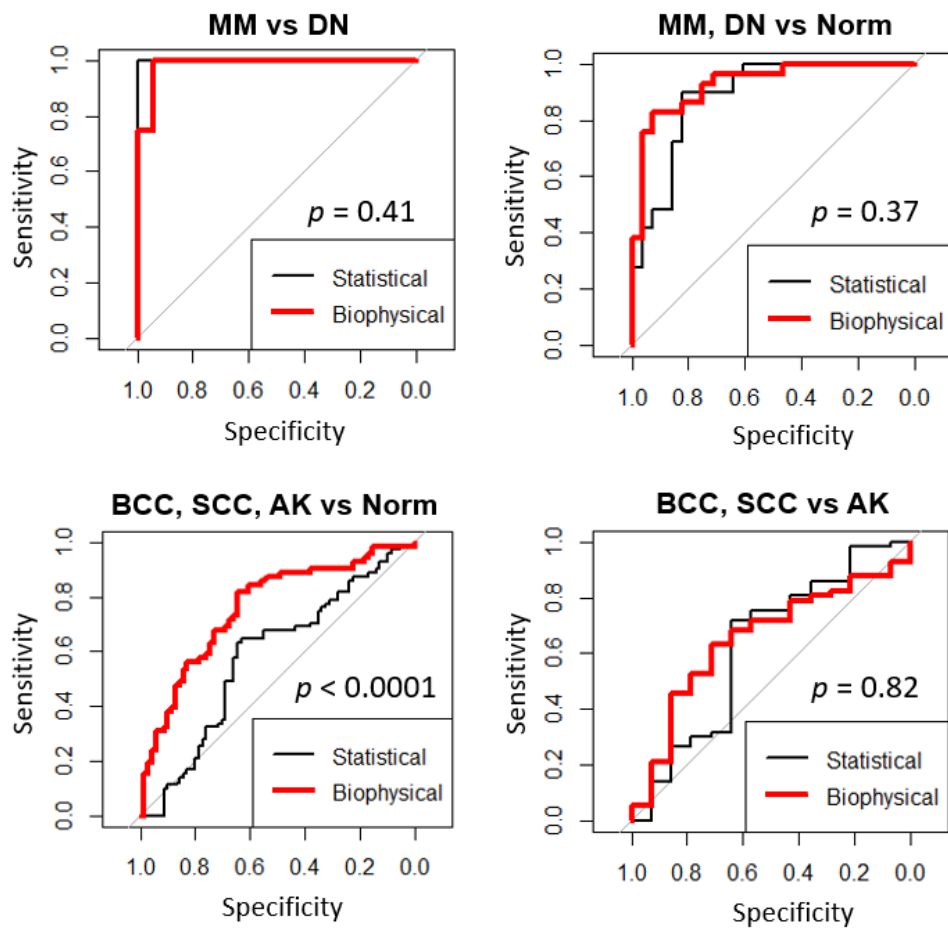 MM vs DN
Sensitivity
0.0 0.2 0.4 0.6 0.8 1.0
p = 0.41
Statistical
Biophysical
1.0 0.8 0.6 0.4 0.2 0.0
Specificity
MM, DN vs Norm
Sensitivity
0.0 0.2 0.4 0.6 0.8 1.0
p = 0.37
Statistical
Biophysical
1.0 0.8 0.6 0.4 0.2 0.0
Specificity
BCC, SCC, AK vs Norm
Sensitivity
0.0 0.2 0.4 0.6 0.8 1.0
p < 0.0001
Statistical
Biophysical
1.0 0.8 0.6 0.4 0.2 0.0
Specificity
BCC, SCC vs AK
Sensitivity
0.0 0.2 0.4 0.6 0.8 1.0
p = 0.82
Statistical
Biophysical
1.0 0.8 0.6 0.4 0.2 0.0
Specificity